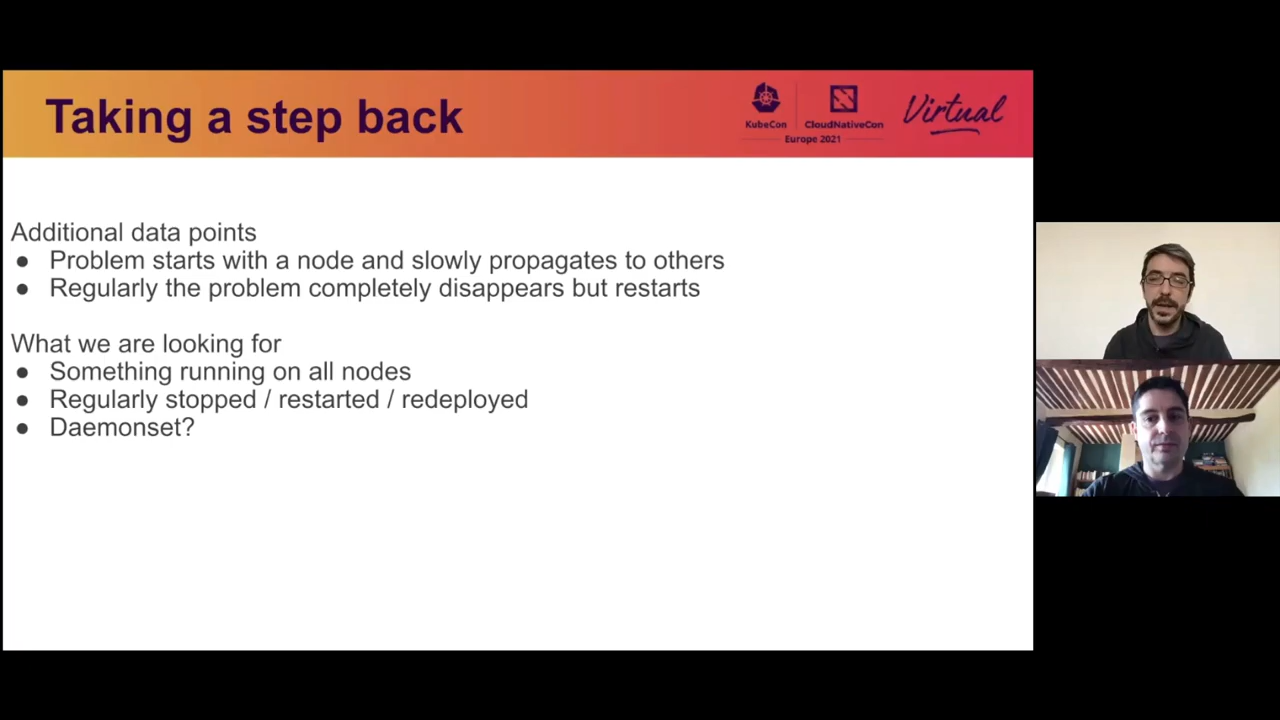 Taking a step back
KubeCon
CloudNativeCon
Europe 2021
Virtual
Additional data points
● Problem starts with a node and slowly propagates to others
● Regularly the problem completely disappears but restarts
What we are looking for
● Something running on all nodes
● Regularly stopped / restarted / redeployed
● Daemonset?